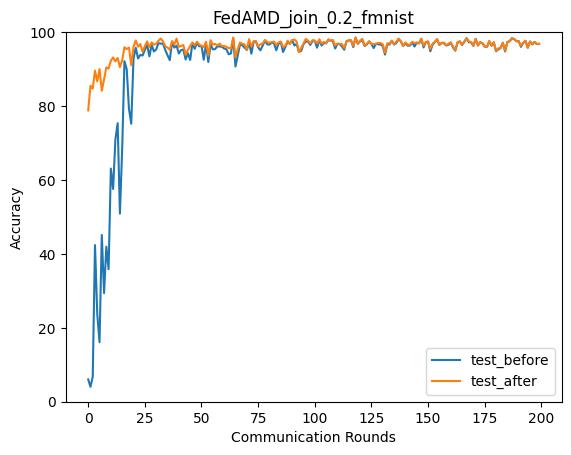 FedAMD_join_0.2_fmnist
Accuracy
100
80
60
40
20
0
0 25 50 75 100 125 150 175 200
Communication Rounds
test_before
test_after